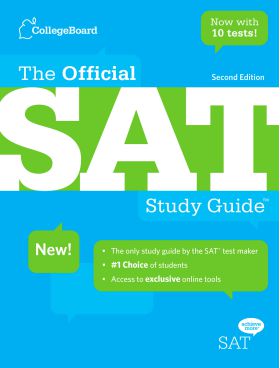 CollegeBoard
Now with
10 tests!
The Official
Second Edition
SAT
Study Guide™
New!
• The only study guide by the SAT® test maker
• #1 Choice of students
• Access to exclusive online tools
achieve
more
SAT